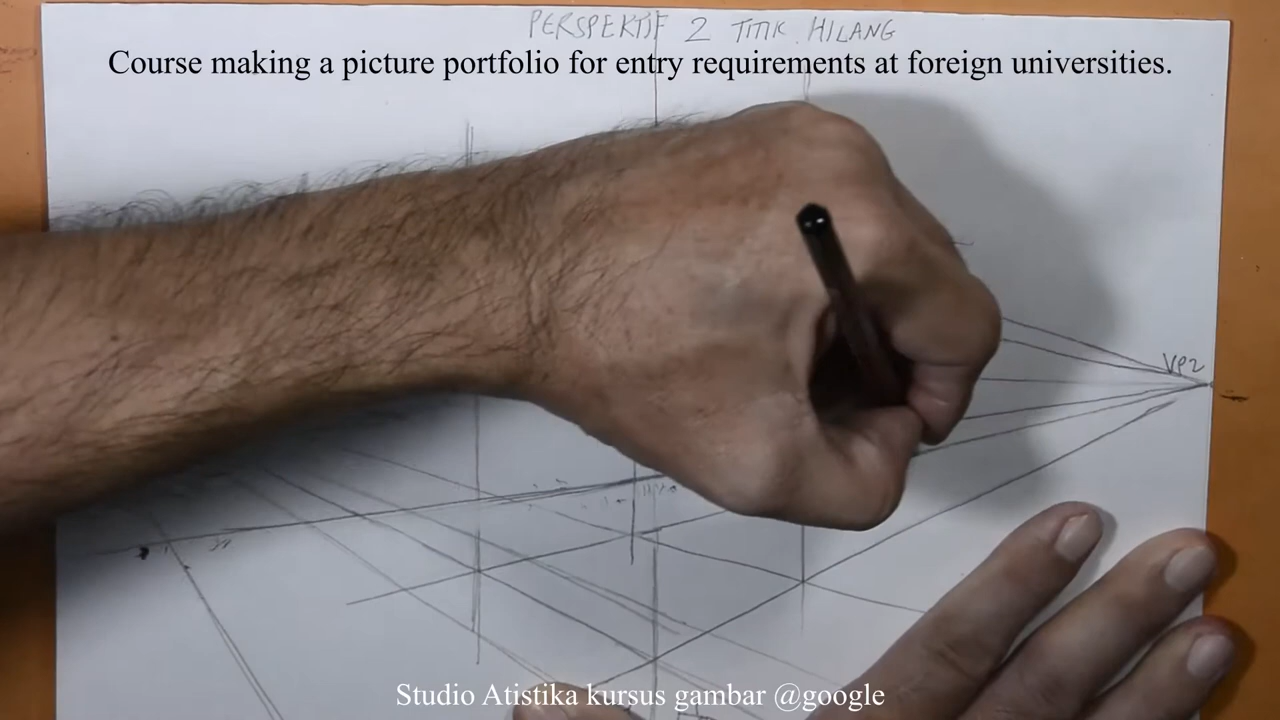 PERSPEKTIF 2 TITIK HILANG
Course making a picture portfolio for entry requirements at foreign universities.
VP2
Studio Atistika kursus gambar @google